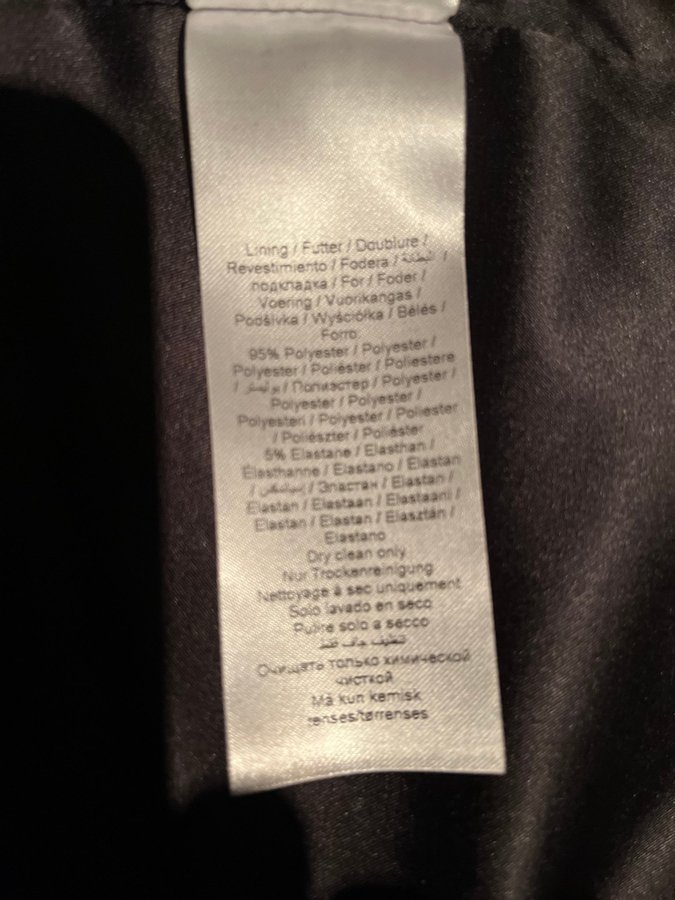 Lining / Futter / Doublure /
Revestimiento / Fodera / البطانة /
подкладка / For / Foder /
Voering / Vuorikangas /
Podšívka / Wyściółka / Bélés /
Forro:
95% Polyester / Polyester /
Polyester / Poliéster / Poliestere
/ بوليستر / Полиэстер / Polyester /
Polyester / Polyester /
Polyesteri / Polyester / Poliester
/ Poliészter / Poliéster
5% Elastane / Elasthan /
Élasthanne / Elastano / Elastan
/ / Эластан / Elastan /
Elastan / Elastaan / Elastaani /
Elastan / Elastan / Elasztán /
Elastano
Dry clean only
Nur Trockenreinigung
Nettoyage à sec uniquement
Solo lavado en seco
Pulire solo a secco
تنظيف جاف فقط
Очищать только химической
чисткой
Må kun kemisk
renses/tørrenses